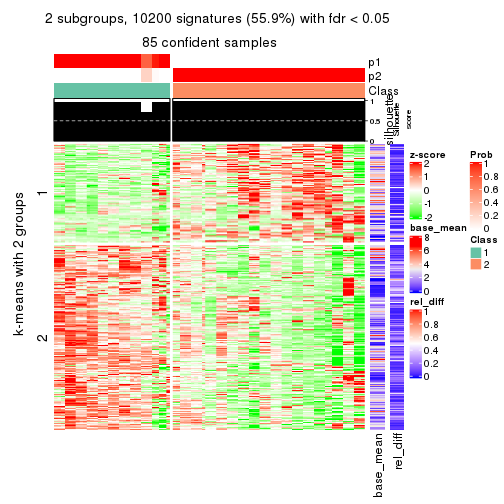 2 subgroups, 10200 signatures (55.9%) with fdr < 0.05
85 confident samples
p1
p2
Class
1
0.5
0
silhouette
Silhouette
score
k-means with 2 groups
1
2
base_mean
rel_diff
z-score
2
1
0
-1
-2
base_mean
8
6
4
2
0
rel_diff
1
0.8
0.6
0.4
0.2
0
Prob
1
0.8
0.6
0.4
0.2
0
Class
1
2